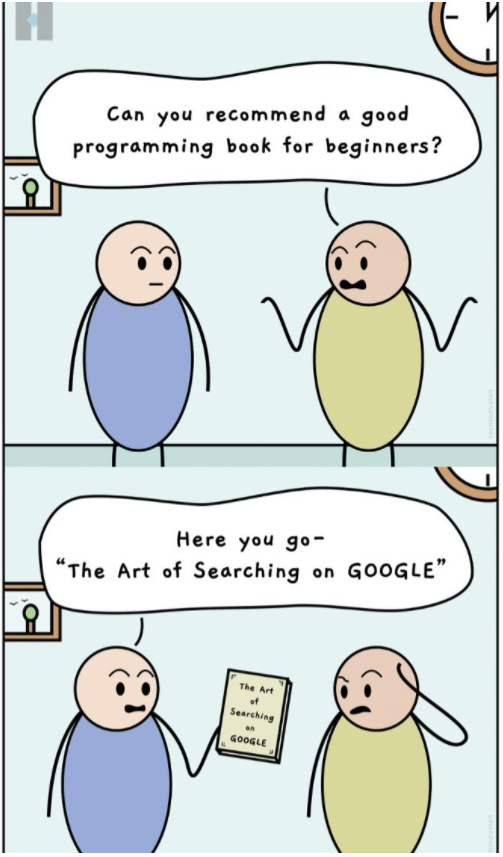 Can you recommend a good
programming book for beginners?
Here you go-
"The Art of Searching on GOOGLE"
The Art
of
Searching
on
GOOGLE